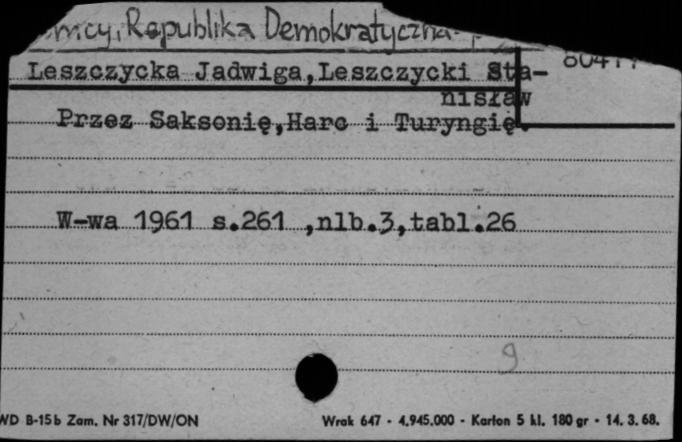 Republika Demokratyczna
Leszczycka Jadwiga,Leszczycki Sta-
nisław
Przez Saksonię,Harc i Turyngię.
W-wa 1961 s.261 ,nlb.3,tabl.26
9
WD B-15b Zam. Nr 317/DW/ON Wrak 647 - 4.945.000 - Karton 5 kl. 180 gr - 14. 3. 68.